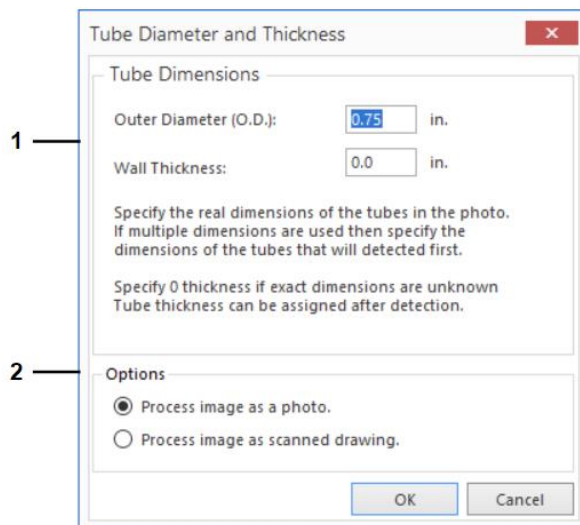 Tube Diameter and Thickness
Tube Dimensions
1
Outer Diameter (O.D.): 0.75 in.
Wall Thickness: 0.0 in.
Specify the real dimensions of the tubes in the photo.
If multiple dimensions are used then specify the
dimensions of the tubes that will detected first.
Specify 0 thickness if exact dimensions are unknown
Tube thickness can be assigned after detection.
2
Options
Process image as a photo.
Process image as scanned drawing.
OK Cancel